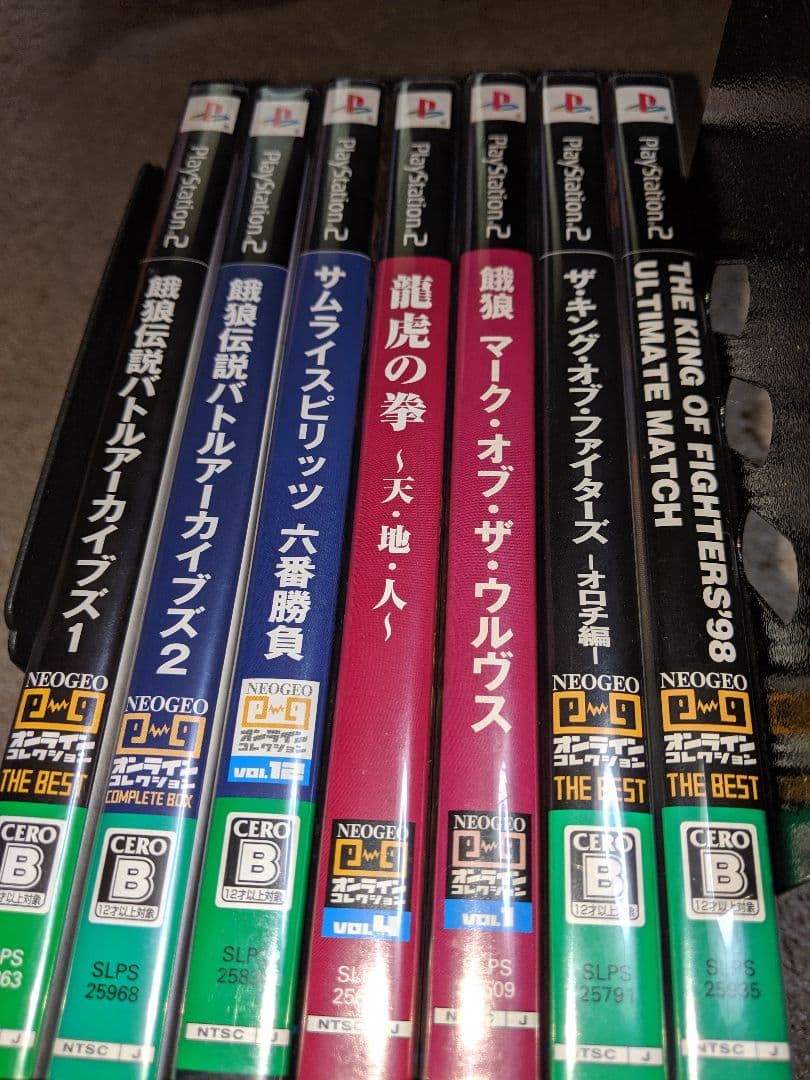 PlayStation.2
餓狼伝説バトルアーカイブズ1
NEOGEO
オンライン
コレクション
THE BEST
CERO
B
12才以上対象
PlayStation.2
餓狼伝説バトルアーカイブズ2
NEOGEO
オンライン
コレクション
COMPLETE BOX
CERO
B
12才以上対象
SLPS
25968
NTSC J
PlayStation.2
サムライスピリッツ 六番勝負
NEOGEO
オンライン
コレクション
VOL.12
CERO
B
12才以上対象
SLPS
NTSC J
PlayStation.2
龍虎の拳 ～天・地・人～
NEOGEO
オンライン
コレクション
VOL.4
NTSC J
PlayStation.2
餓狼 マーク・オブ・ザ・ウルヴス
NEOGEO
オンライン
コレクション
VOL.1
NTSC J
PlayStation.2
ザ・キング・オブ・ファイターズ －オロチ編－
NEOGEO
オンライン
コレクション
THE BEST
CERO
B
12才以上対象
SLPS
25791
NTSC J
PlayStation.2
THE KING OF FIGHTERS'98
ULTIMATE MATCH
NEOGEO
オンライン
コレクション
THE BEST
CERO
B
12才以上対象
SLPS
25935
NTSC J